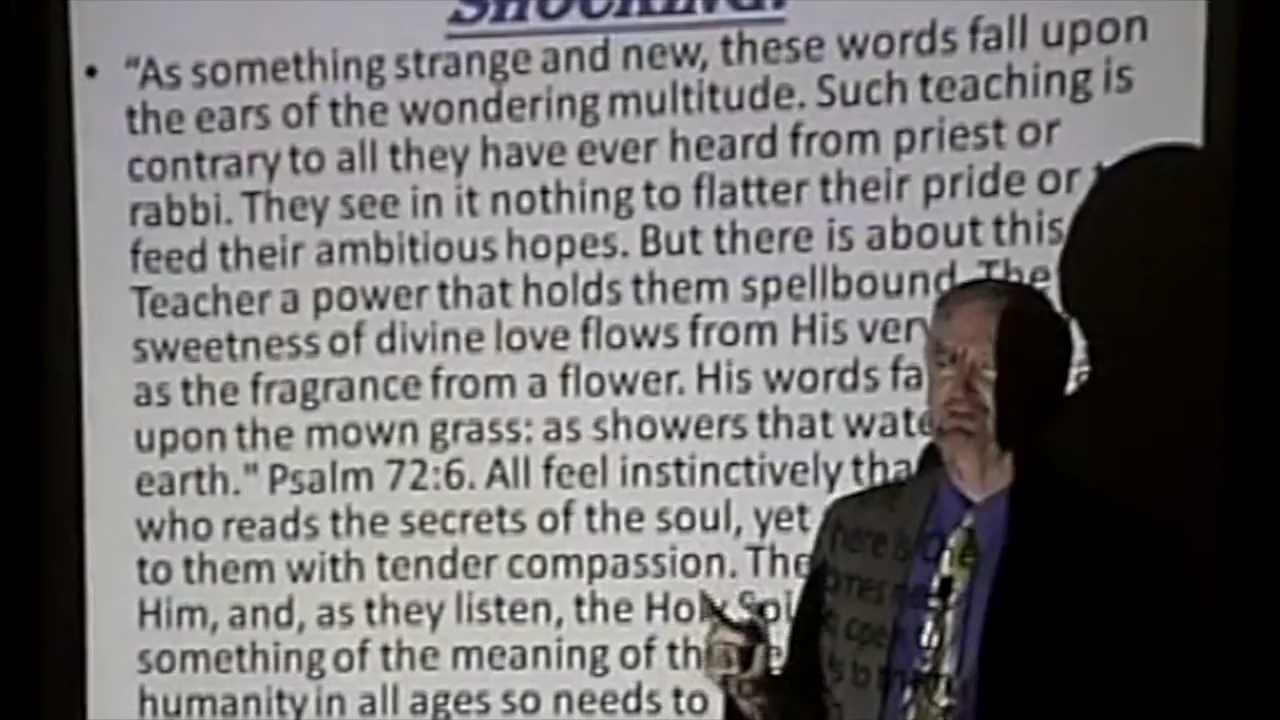 SHOCKING!
• “As something strange and new, these words fall upon
the ears of the wondering multitude. Such teaching is
contrary to all they have ever heard from priest or
rabbi. They see in it nothing to flatter their pride or
feed their ambitious hopes. But there is about this
Teacher a power that holds them spellbound. The
sweetness of divine love flows from His very
as the fragrance from a flower. His words
upon the mown grass: as showers that
earth." Psalm 72:6. All feel instinctively
who reads the secrets of the soul, yet
to them with tender compassion.
Him, and, as they listen, the Holy
something of the meaning of
humanity in all ages so needs to